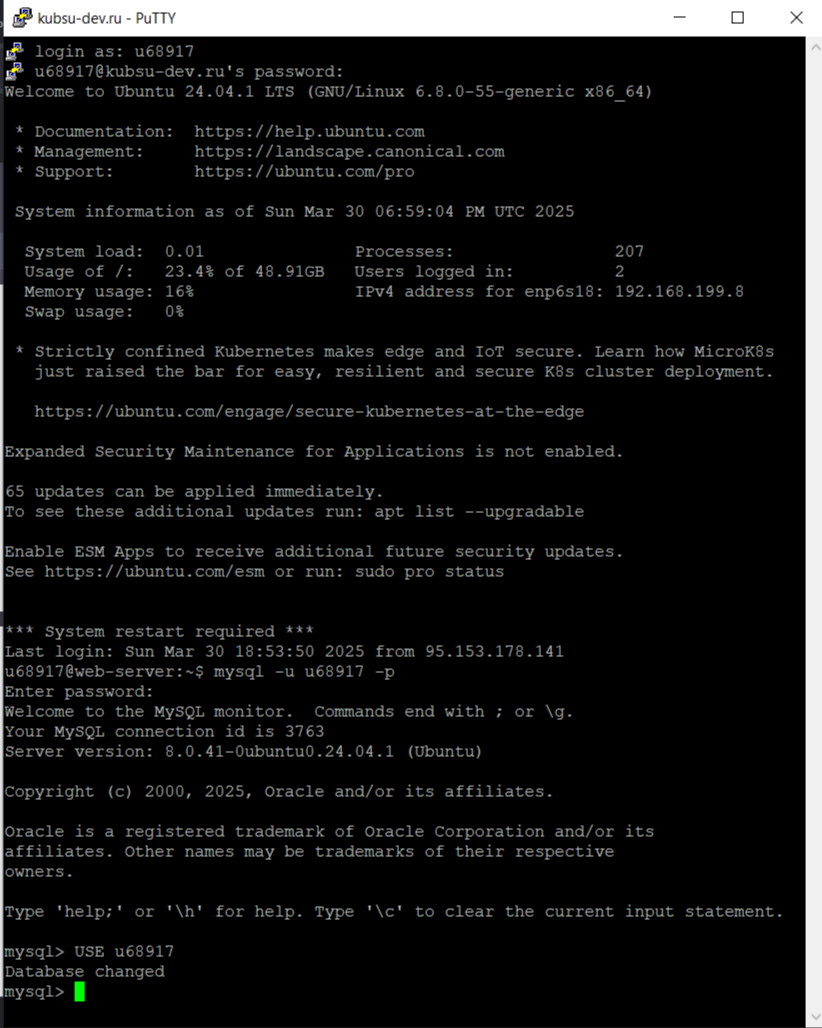 kubsu-dev.ru - PuTTY
login as: u68917
u68917@kubsu-dev.ru's password:
Welcome to Ubuntu 24.04.1 LTS (GNU/Linux 6.8.0-55-generic x86_64)
* Documentation:  https://help.ubuntu.com
* Management:     https://landscape.canonical.com
* Support:        https://ubuntu.com/pro
System information as of Sun Mar 30 06:59:04 PM UTC 2025
System load:  0.01               Processes:                207
Usage of /:   23.4% of 48.91GB   Users logged in:          2
Memory usage: 16%                IPv4 address for enp6s18: 192.168.199.8
Swap usage:   0%
* Strictly confined Kubernetes makes edge and IoT secure. Learn how MicroK8s
just raised the bar for easy, resilient and secure K8s cluster deployment.
https://ubuntu.com/engage/secure-kubernetes-at-the-edge
Expanded Security Maintenance for Applications is not enabled.
65 updates can be applied immediately.
To see these additional updates run: apt list --upgradable
Enable ESM Apps to receive additional future security updates.
See https://ubuntu.com/esm or run: sudo pro status
*** System restart required ***
Last login: Sun Mar 30 18:53:50 2025 from 95.153.178.141
u68917@web-server:~$ mysql -u u68917 -p
Enter password:
Welcome to the MySQL monitor.  Commands end with ; or \g.
Your MySQL connection id is 3763
Server version: 8.0.41-0ubuntu0.24.04.1 (Ubuntu)
Copyright (c) 2000, 2025, Oracle and/or its affiliates.
Oracle is a registered trademark of Oracle Corporation and/or its
affiliates. Other names may be trademarks of their respective
owners.
Type 'help;' or '\h' for help. Type '\c' to clear the current input statement.
mysql> USE u68917
Database changed
mysql>